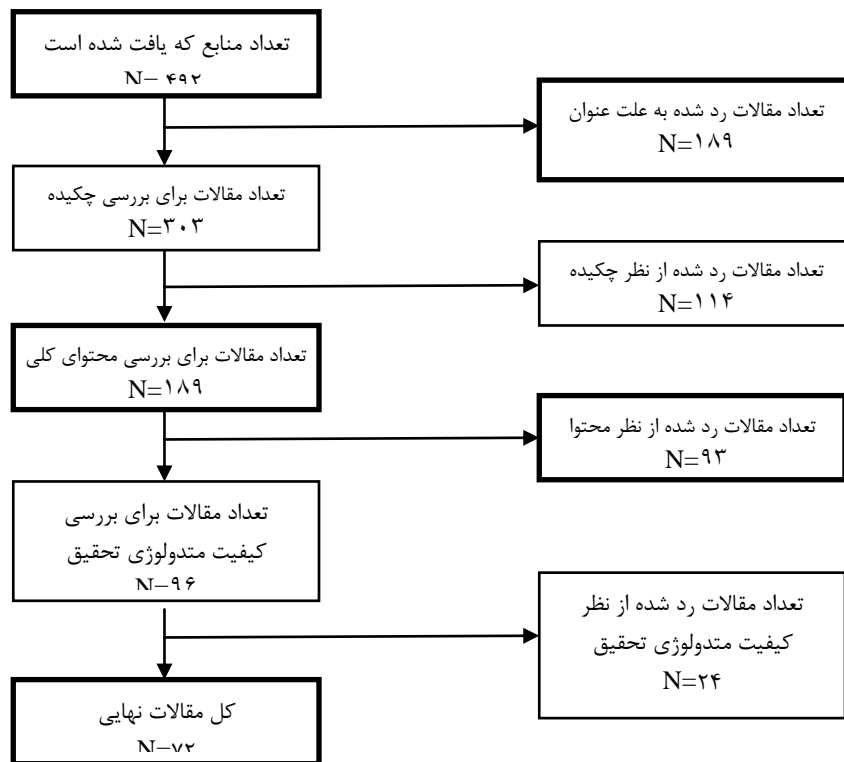 تعداد منابع که یافت شده است
N= ۴۹۲
تعداد مقالات رد شده به علت عنوان
N=۱۸۹
تعداد مقالات برای بررسی چکیده
N=۳۰۳
تعداد مقالات رد شده از نظر چکیده
N=۱۱۴
تعداد مقالات برای بررسی محتوای کلی
N=۱۸۹
تعداد مقالات رد شده از نظر محتوا
N=۹۳
تعداد مقالات برای بررسی
کیفیت متدولوژی تحقیق
N=۹۶
تعداد مقالات رد شده از نظر
کیفیت متدولوژی تحقیق
N=۲۴
کل مقالات نهایی
N=۷۲